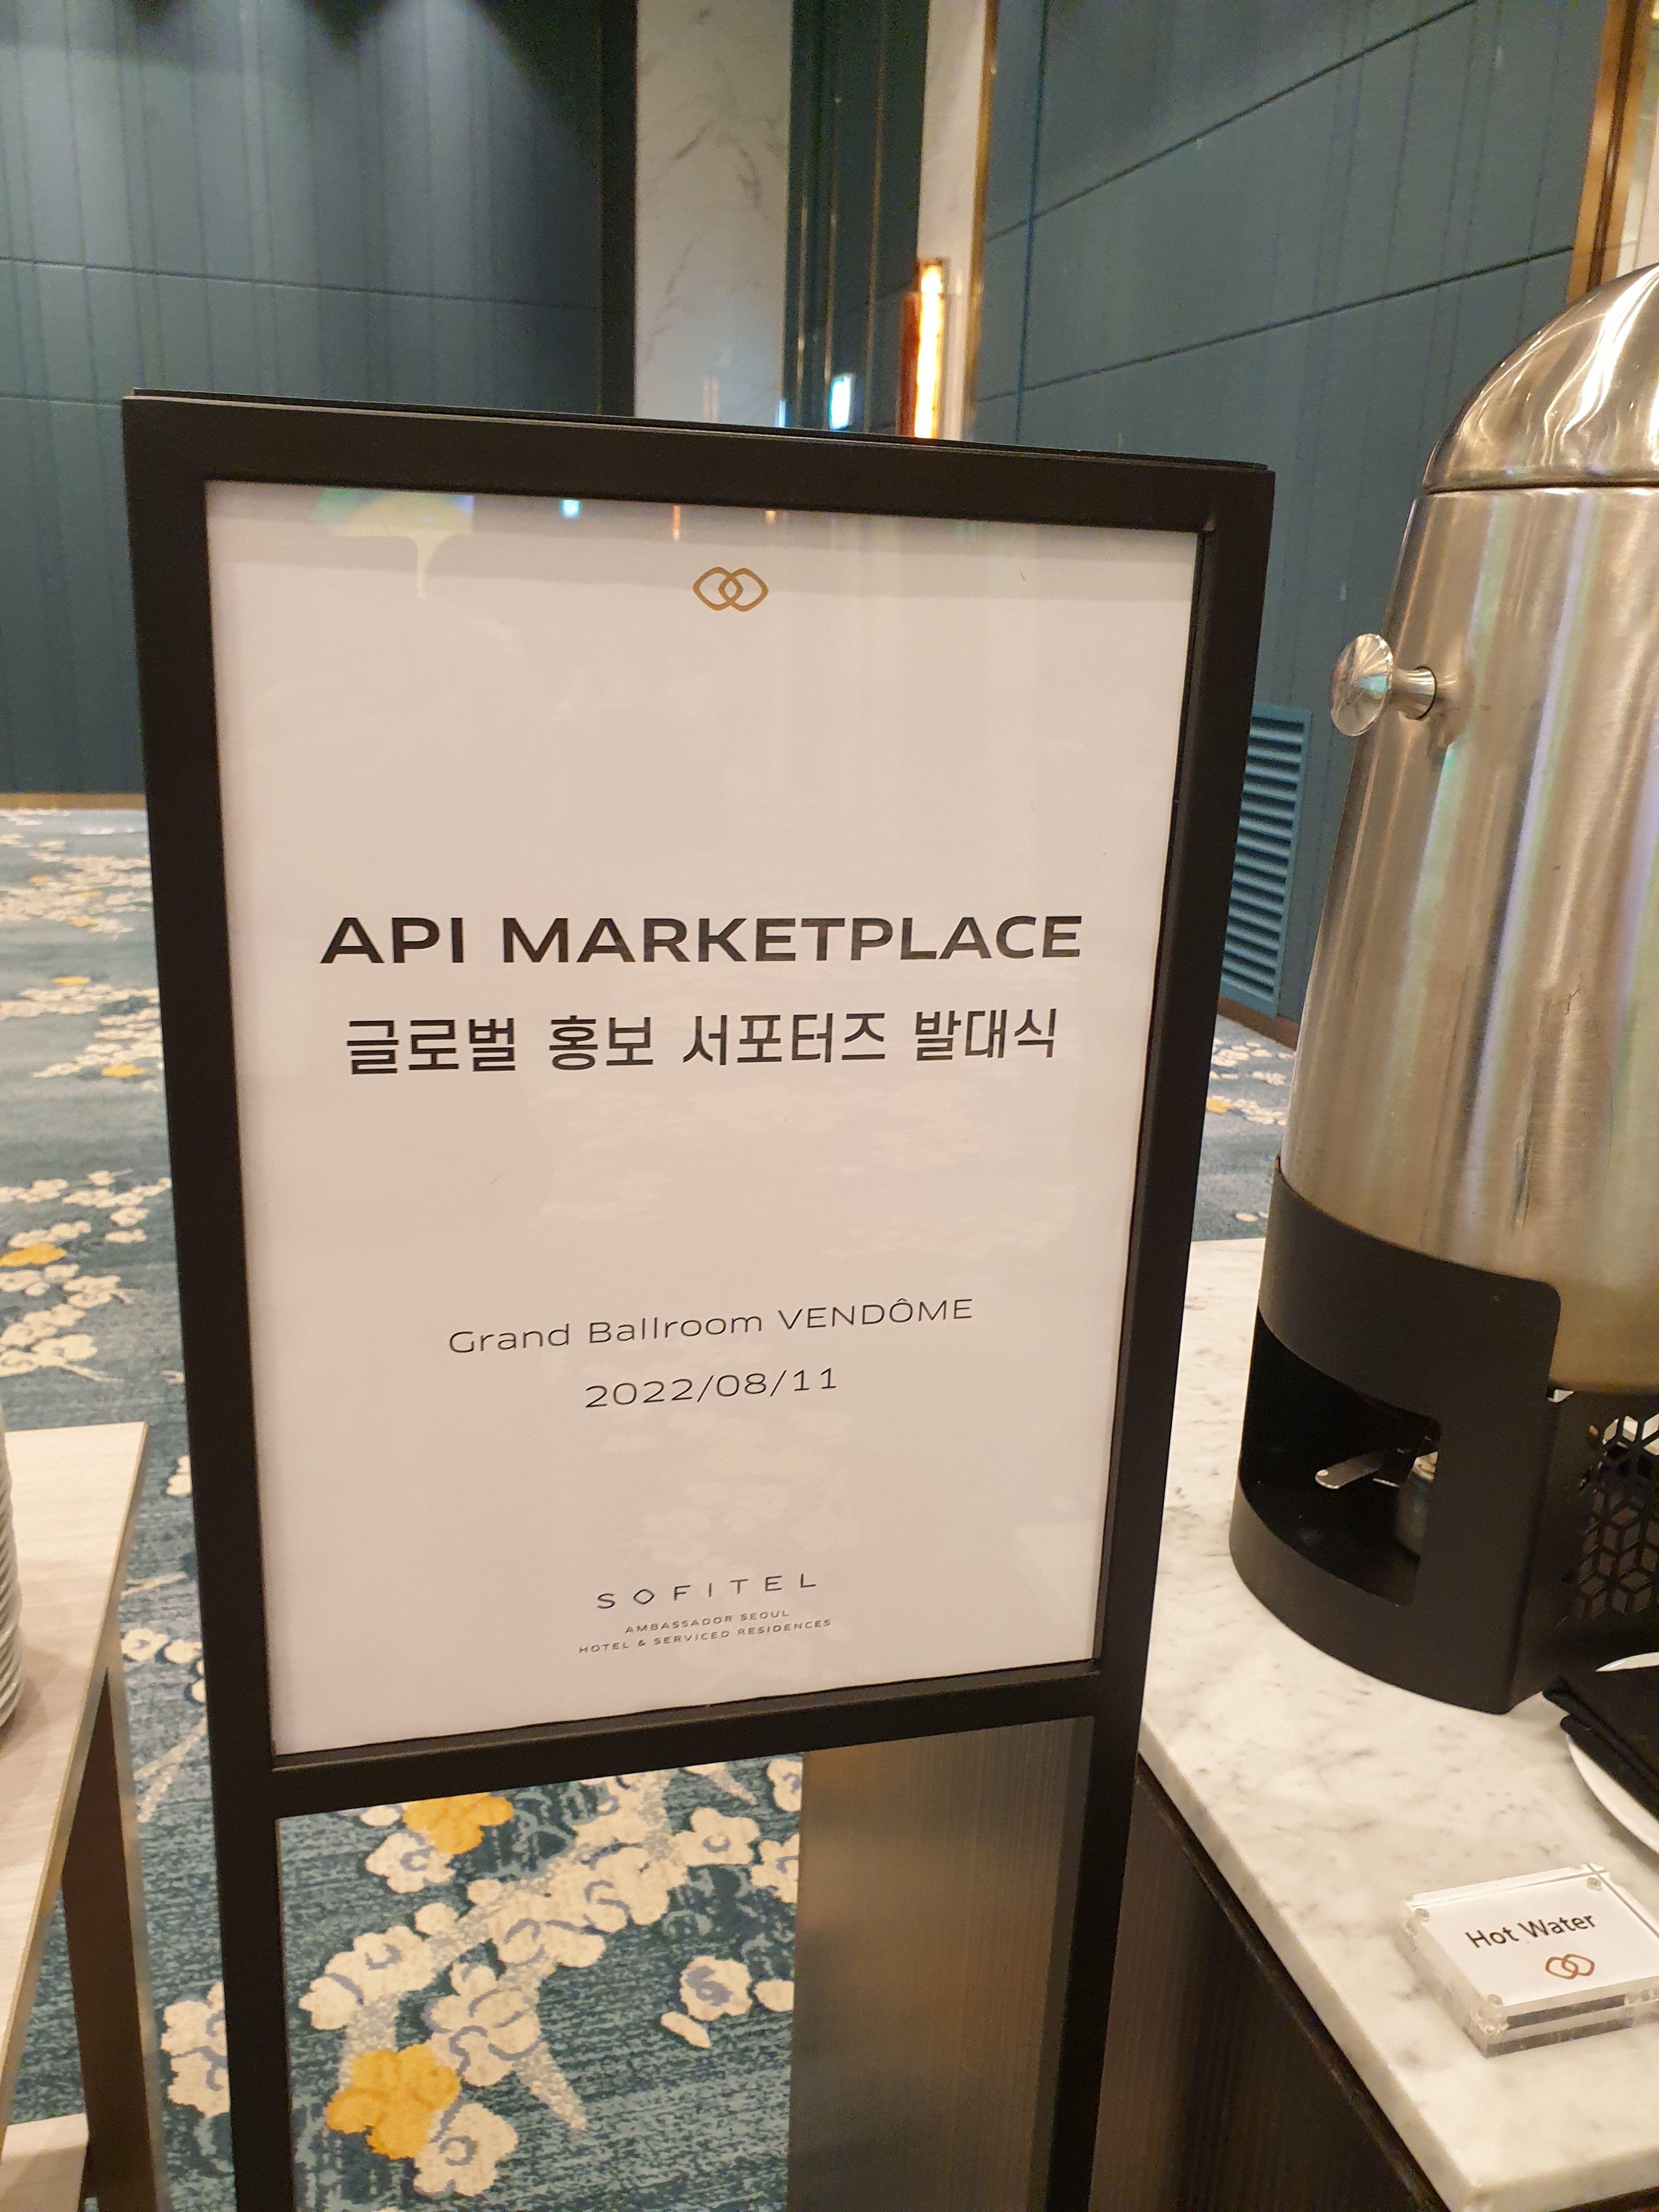 API MARKETPLACE
글로벌 홍보 서포터즈 발대식
Grand Ballroom VENDÔME
2022/08/11
SOFITEL
AMBASSADOR SEOUL
HOTEL & SERVICED RESIDENCES
Hot Water